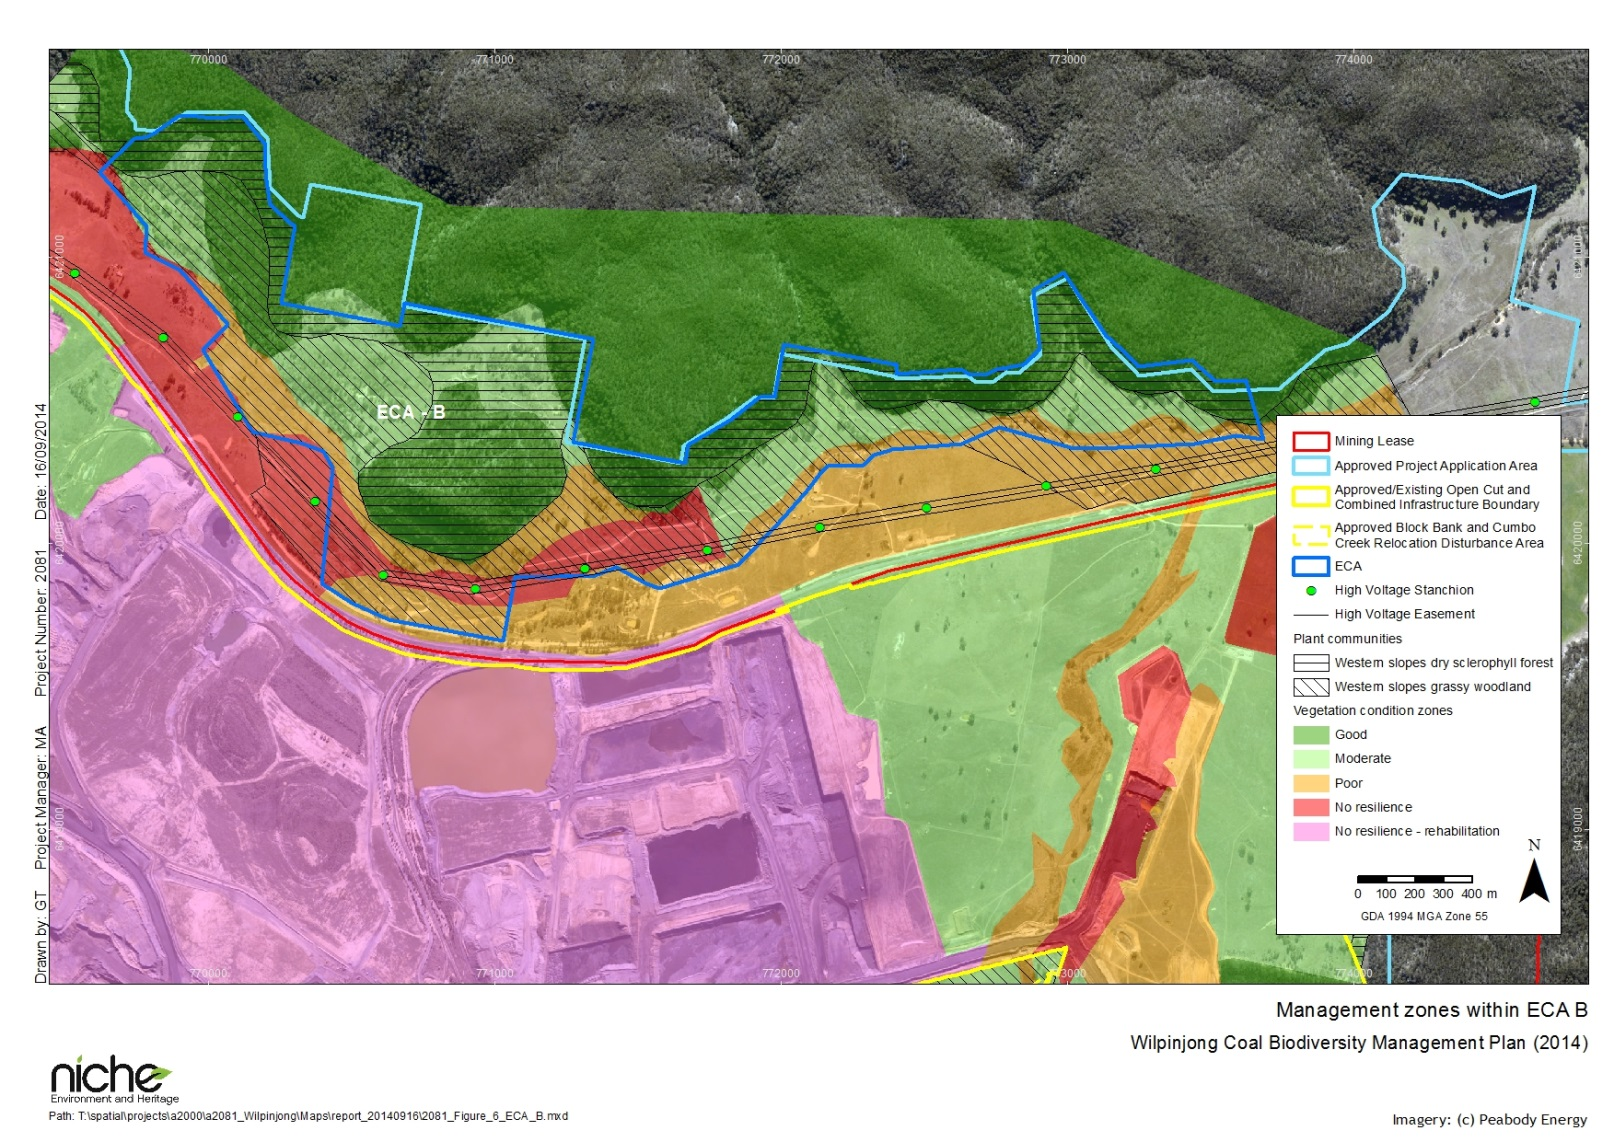 770000
771000
772000
773000
774000
6421000
6421000
ECA - B
Mining Lease
Approved Project Application Area
Approved/Existing Open Cut and
Combined Infrastructure Boundary
Approved Block Bank and Cumbo
Creek Relocation Disturbance Area
ECA
High Voltage Stanchion
High Voltage Easement
Plant communities
Western slopes dry sclerophyll forest
Western slopes grassy woodland
Vegetation condition zones
Good
Moderate
Poor
No resilience
No resilience - rehabilitation
N
0 100 200 300 400 m
GDA 1994 MGA Zone 55
6420000
6420000
6419000
6419000
770000
771000
772000
773000
774000
Drawn by: GT Project Manager: MA Project Number: 2081 Date: 16/09/2014
Management zones within ECA B
Wilpinjong Coal Biodiversity Management Plan (2014)
niche
Environment and Heritage
Path: T:\spatial\projects\a2000\a2081_Wilpinjong\Maps\report_20140916\2081_Figure_6_ECA_B.mxd
Imagery: (c) Peabody Energy